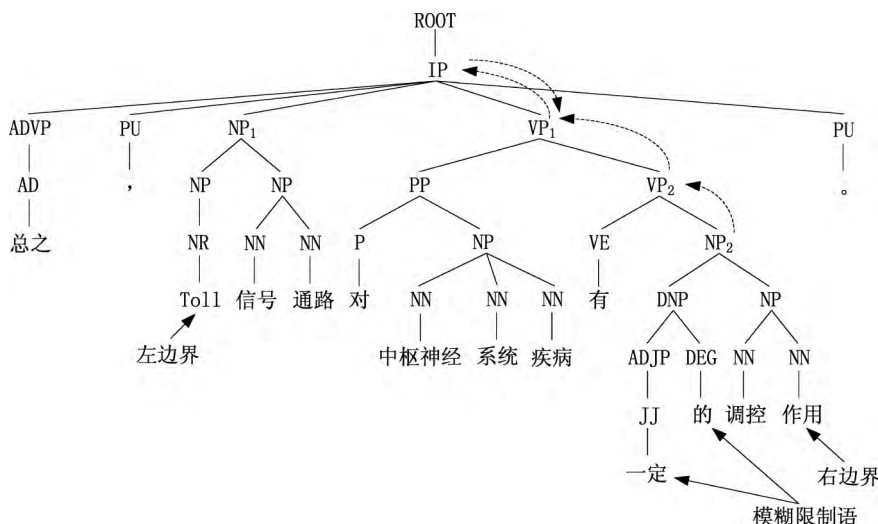 ROOT
IP
ADVP PU NP₁ VP₁ PU
AD , NP NP PP VP₂ 。
总之 NR NN NN P NP VE NP₂
Toll 信号 通路 对 NN NN NN 有 DNP NP
左边界 中枢神经 系统 疾病 ADJP DEG NN NN
JJ 的 调控 作用
一定 右边界
模糊限制语